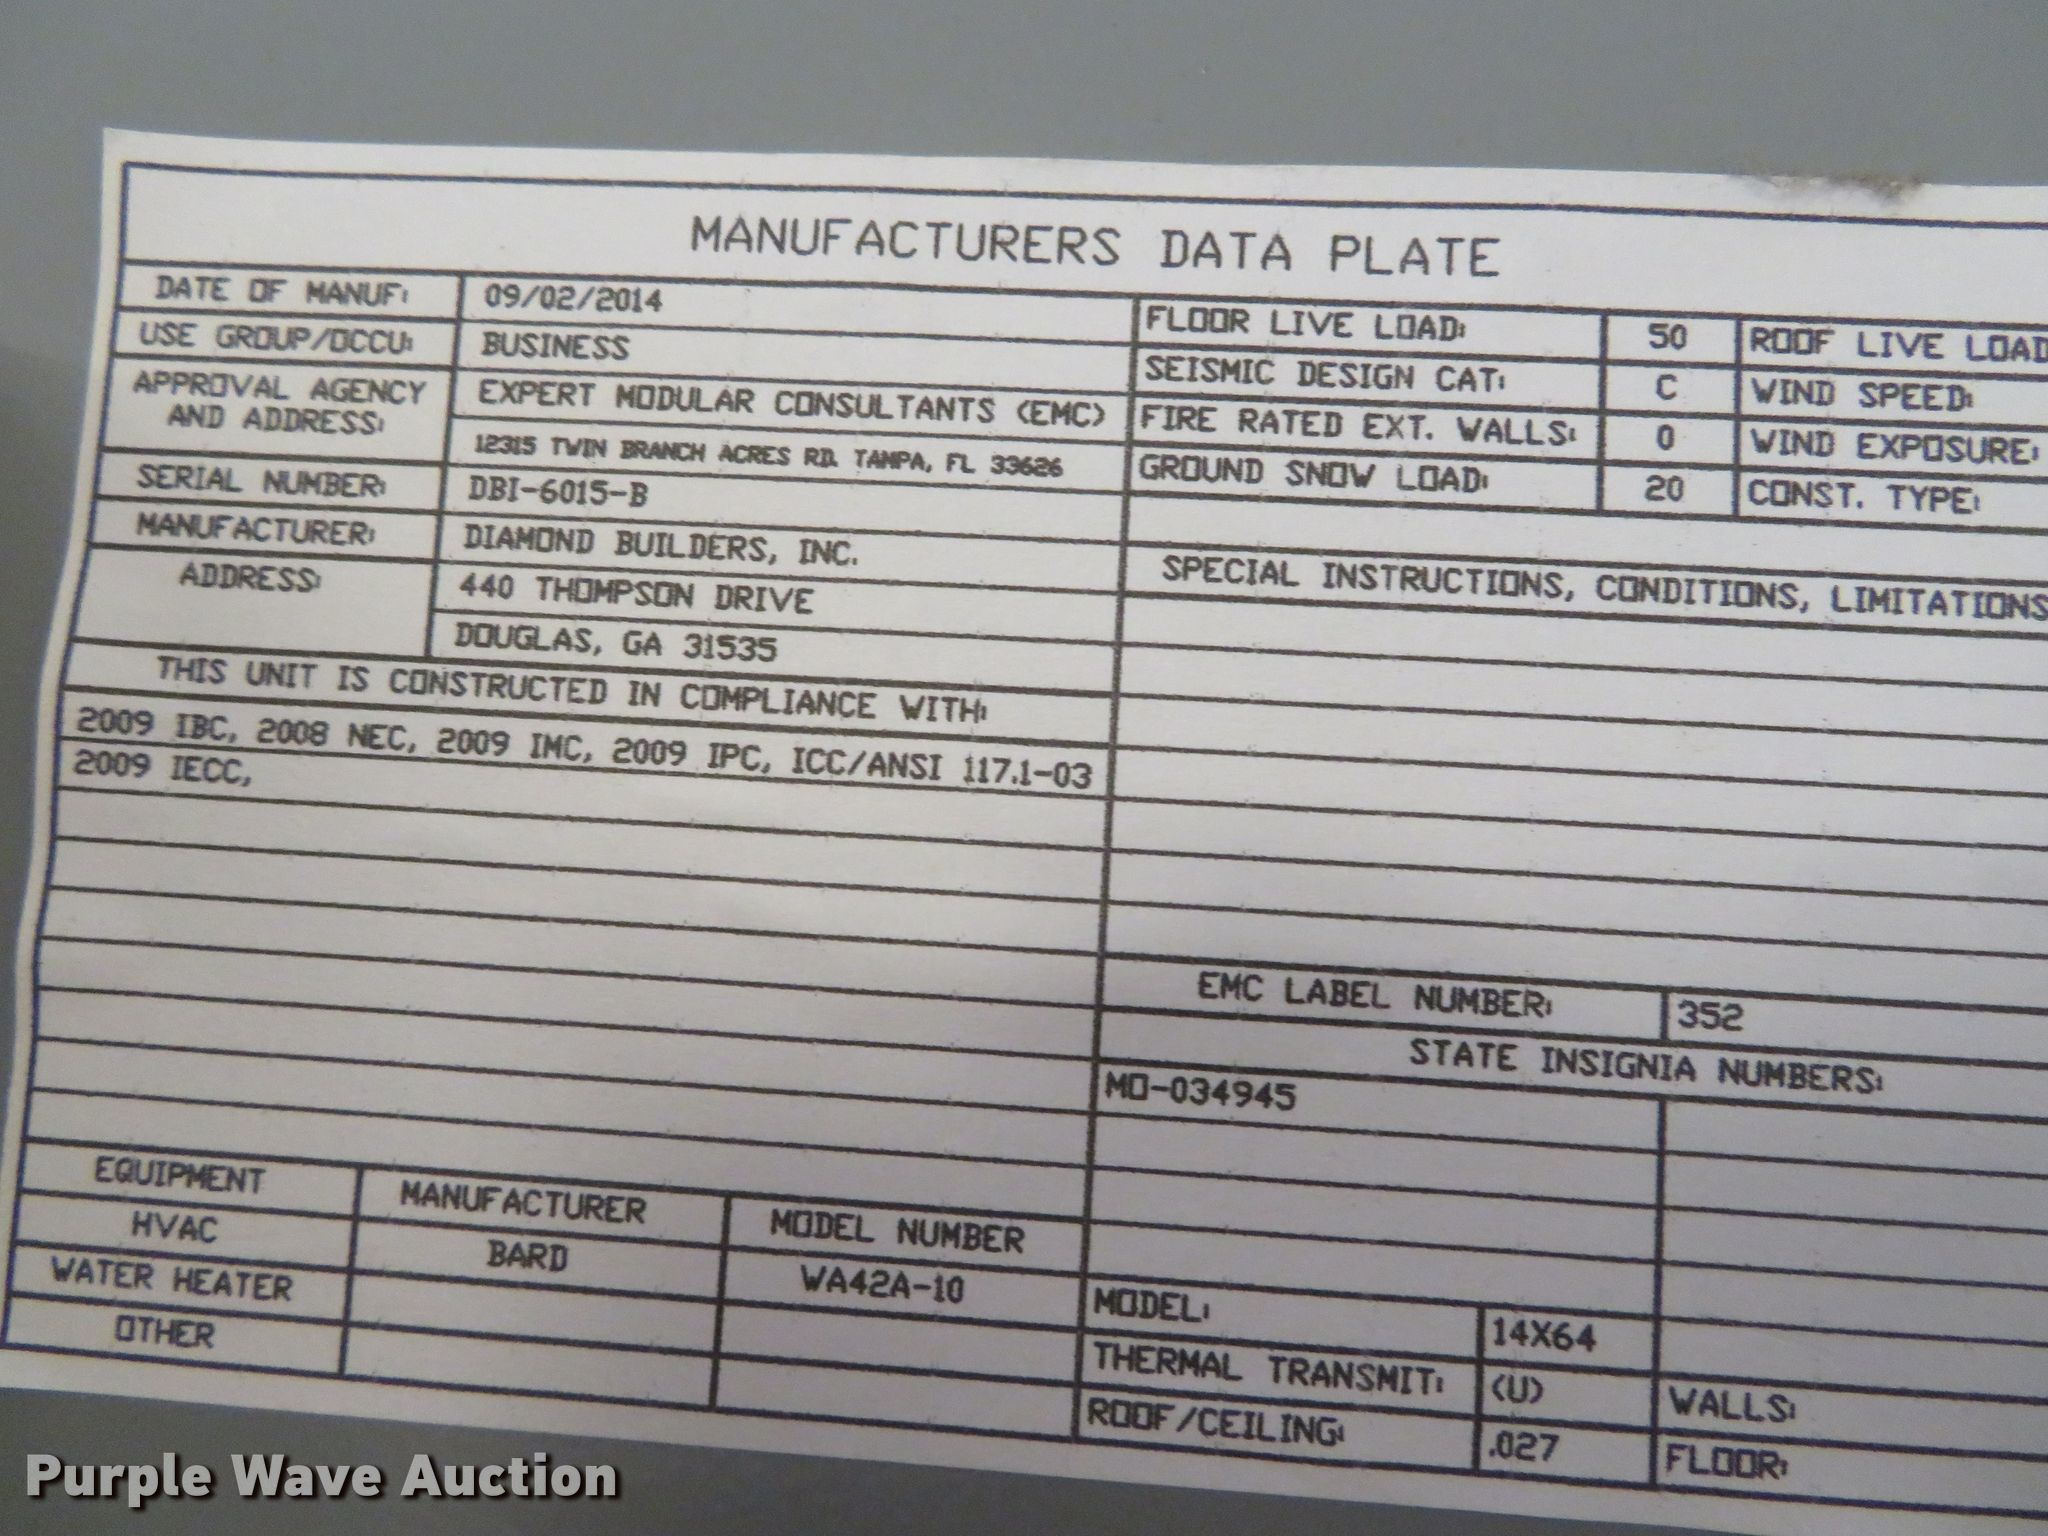 MANUFACTURERS DATA PLATE
DATE OF MANUF: 09/02/2014
USE GROUP/OCCU: BUSINESS
APPROVAL AGENCY AND ADDRESS: EXPERT MODULAR CONSULTANTS (EMC)
12315 TWIN BRANCH ACRES RD. TAMPA, FL 33626
SERIAL NUMBER: DBI-6015-B
MANUFACTURER: DIAMOND BUILDERS, INC.
ADDRESS: 440 THOMPSON DRIVE
DOUGLAS, GA 31535
THIS UNIT IS CONSTRUCTED IN COMPLIANCE WITH:
2009 IBC, 2008 NEC, 2009 IMC, 2009 IPC, ICC/ANSI 117.1-03
2009 IECC,
EQUIPMENT MANUFACTURER MODEL NUMBER
HVAC BARD WA42A-10
WATER HEATER
OTHER
FLOOR LIVE LOAD: 50 ROOF LIVE LOAD
SEISMIC DESIGN CAT: C WIND SPEED:
FIRE RATED EXT. WALLS: 0 WIND EXPOSURE:
GROUND SNOW LOAD: 20 CONST. TYPE:
SPECIAL INSTRUCTIONS, CONDITIONS, LIMITATIONS
EMC LABEL NUMBER: 352
STATE INSIGNIA NUMBERS:
MO-034945
MODEL: 14X64
THERMAL TRANSMIT: (U) WALLS:
ROOF/CEILING: .027 FLOOR:
Purple Wave Auction